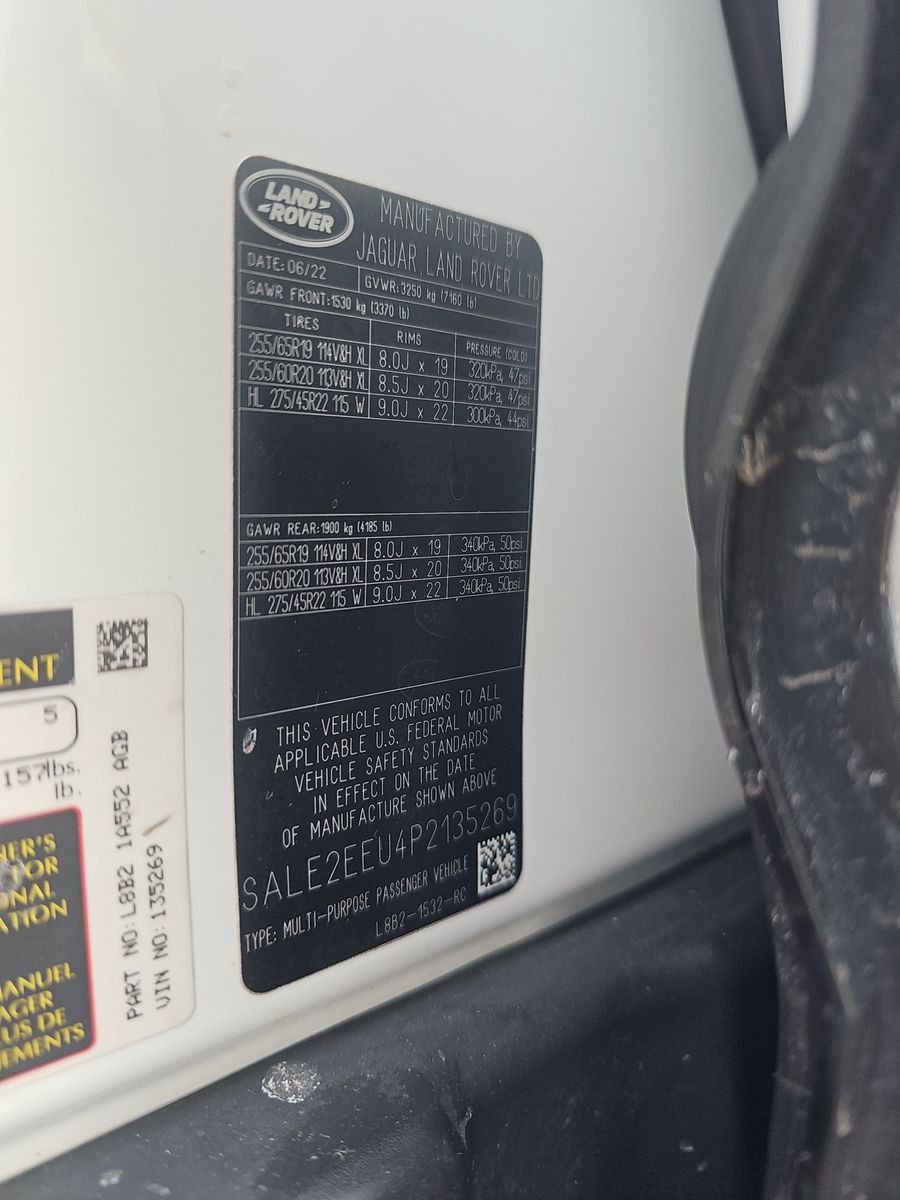 LAND
ROVER
MANUFACTURED BY
JAGUAR LAND ROVER LTD
DATE: 06/22 GVWR: 3250 kg (7160 lb)
GAWR FRONT: 1530 kg (3370 lb)
TIRES RIMS PRESSURE (COLD)
255/65R19 114V&H XL 8.0J x 19 320kPa, 47psi
255/60R20 113V&H XL 8.5J x 20 320kPa, 47psi
HL 275/45R22 115 W 9.0J x 22 300kPa, 44psi
GAWR REAR: 1900 kg (4185 lb)
255/65R19 114V&H XL 8.0J x 19 340kPa, 50psi
255/60R20 113V&H XL 8.5J x 20 340kPa, 50psi
HL 275/45R22 115 W 9.0J x 22 340kPa, 50psi
THIS VEHICLE CONFORMS TO ALL
APPLICABLE U.S. FEDERAL MOTOR
VEHICLE SAFETY STANDARDS
IN EFFECT ON THE DATE
OF MANUFACTURE SHOWN ABOVE
SALE2EEU4P2135269
TYPE: MULTI-PURPOSE PASSENGER VEHICLE
L8B2-1532-RC
ENT
5
157lbs.
lb.
NER'S
TOR
ONAL
ATION
MANUEL
AGER
LUS DE
NEMENTS
PART NO: L8B2 1A552 AGB
VIN NO: 135269